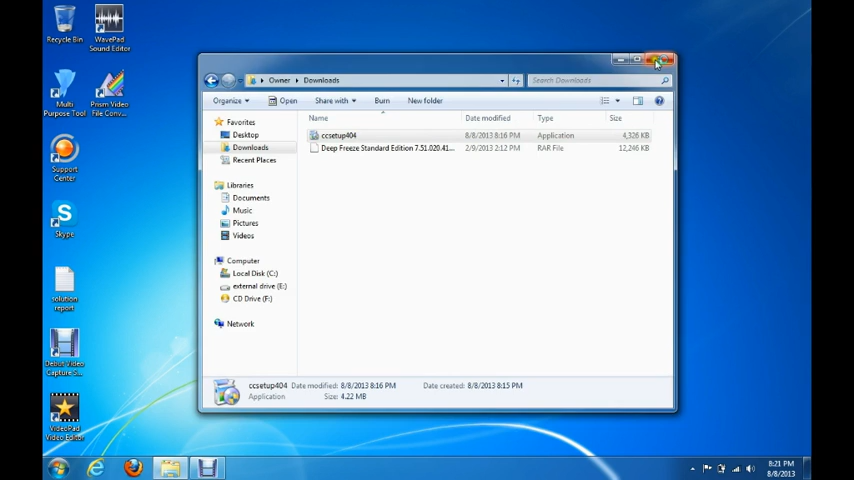 Recycle Bin
WavePad
Sound Editor
Multi
Purpose Tool
Prism Video
File Conv...
Support
Center
Skype
solution
report
Debut Video
Capture S...
VideoPad
Video Editor
Owner
Downloads
Search Downloads
Organize
Open
Share with
Burn
New folder
Name
Date modified
Type
Size
ccsetup404
8/8/2013 8:16 PM
Application
4,326 KB
Deep Freeze Standard Edition 7.51.020.41...
2/9/2013 2:12 PM
RAR File
12,246 KB
Favorites
Desktop
Downloads
Recent Places
Libraries
Documents
Music
Pictures
Videos
Computer
Local Disk (C:)
external drive (E:)
CD Drive (F:)
Network
ccsetup404 Date modified: 8/8/2013 8:16 PM Date created: 8/8/2013 8:15 PM
Application Size: 4.22 MB
8:21 PM
8/8/2013